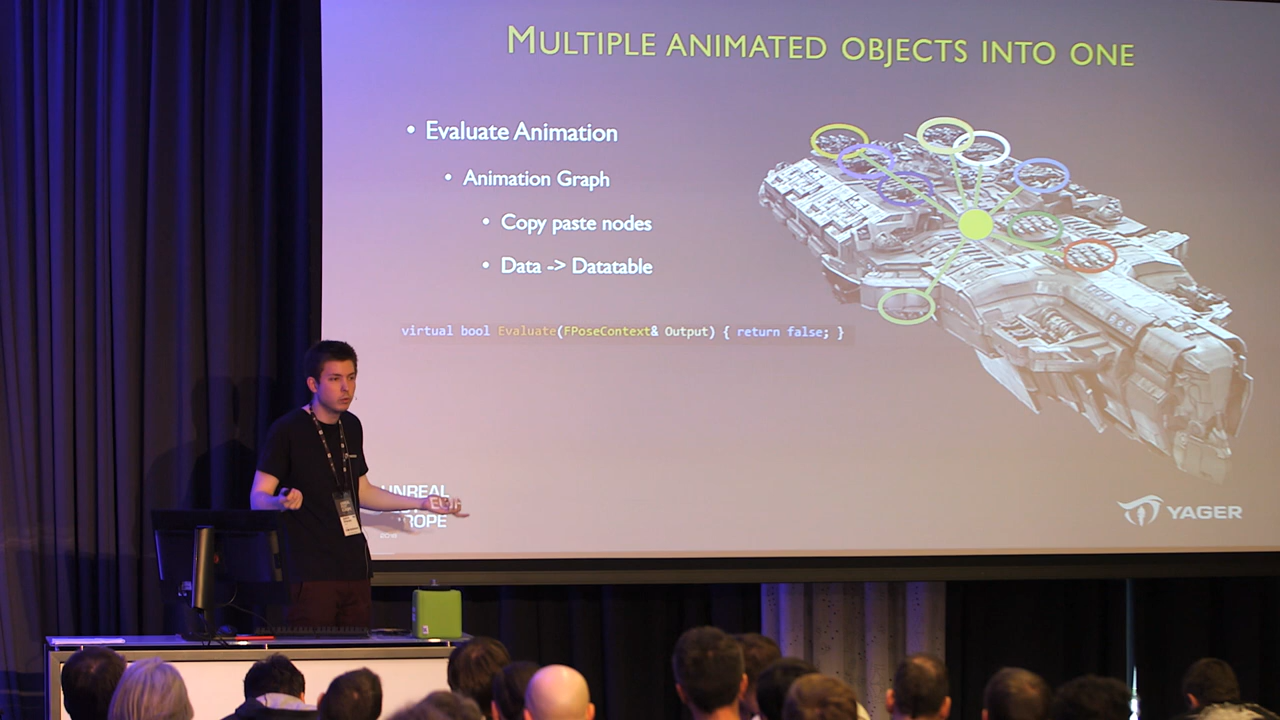 MULTIPLE ANIMATED OBJECTS INTO ONE
• Evaluate Animation
• Animation Graph
• Copy paste nodes
• Data -> Datatable
virtual bool Evaluate(FPoseContext& Output) { return false; }
UNREAL
YAGER